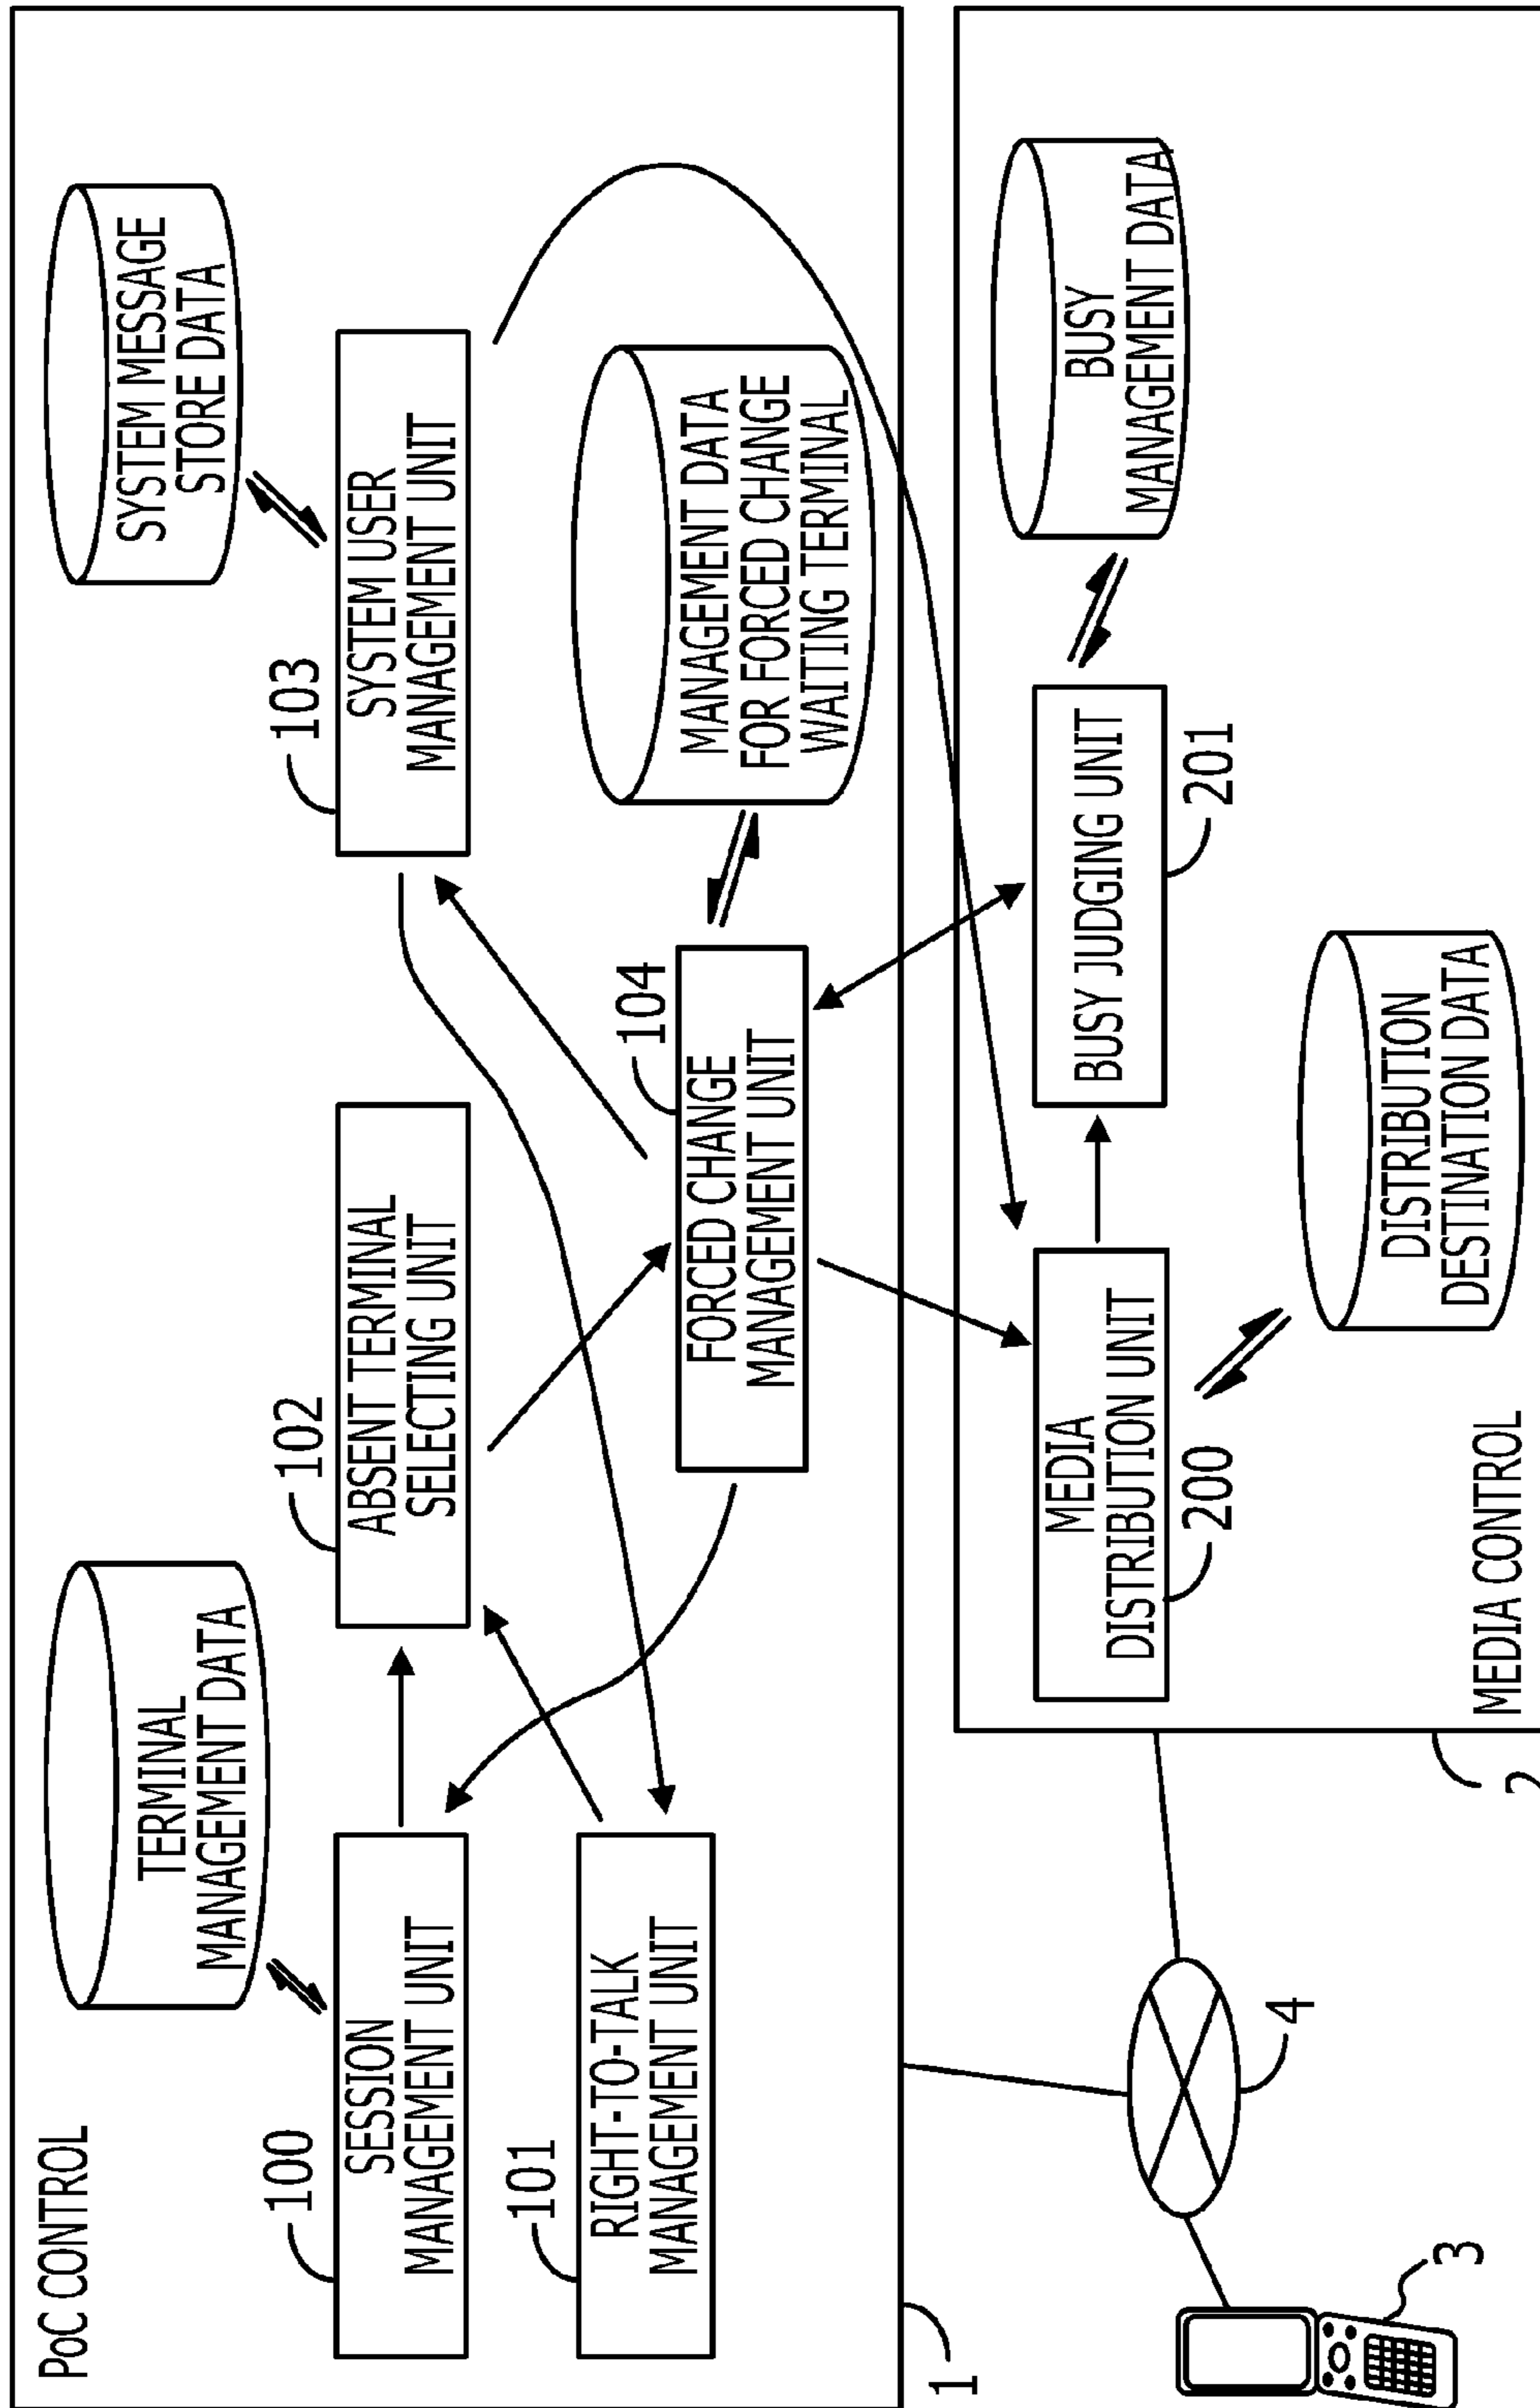 PoC CONTROL
TERMINAL
MANAGEMENT DATA
SYSTEM MESSAGE
STORE DATA
100
SESSION
MANAGEMENT UNIT
102
ABSENT TERMINAL
SELECTING UNIT
103
SYSTEM USER
MANAGEMENT UNIT
101
RIGHT-TO-TALK
MANAGEMENT UNIT
104
FORCED CHANGE
MANAGEMENT UNIT
MANAGEMENT DATA
FOR FORCED CHANGE
WAITING TERMINAL
1
MEDIA
DISTRIBUTION UNIT
200
BUSY JUDGING UNIT
201
BUSY
MANAGEMENT DATA
DISTRIBUTION
DESTINATION DATA
MEDIA CONTROL
4
3
2